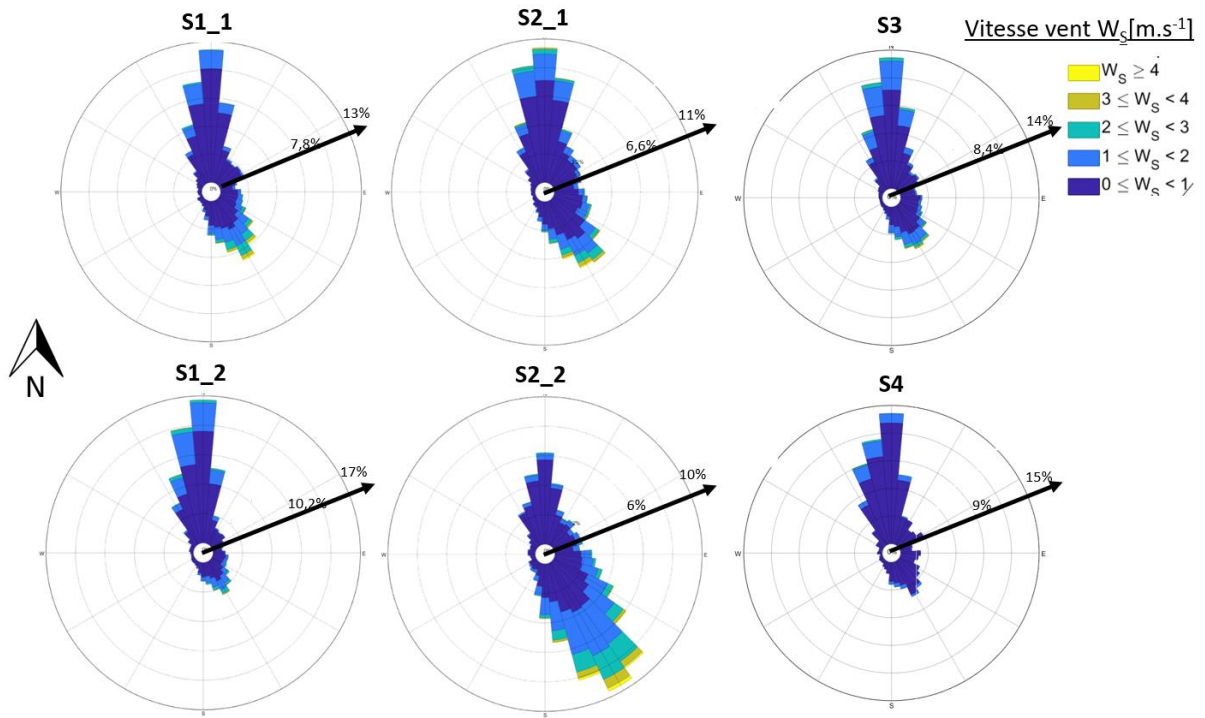 S1_1
S2_1
S3
Vitesse vent W_S[m.s⁻¹]
W_S ≥ 4
3 ≤ W_S < 4
2 ≤ W_S < 3
1 ≤ W_S < 2
0 ≤ W_S < 1
N
13%
7,8%
11%
6,6%
14%
8,4%
0%
W
E
W
E
W
E
S
S
S
N
S1_2
S2_2
S4
17%
10,2%
10%
6%
15%
9%
W
E
W
E
W
E
S
S
S